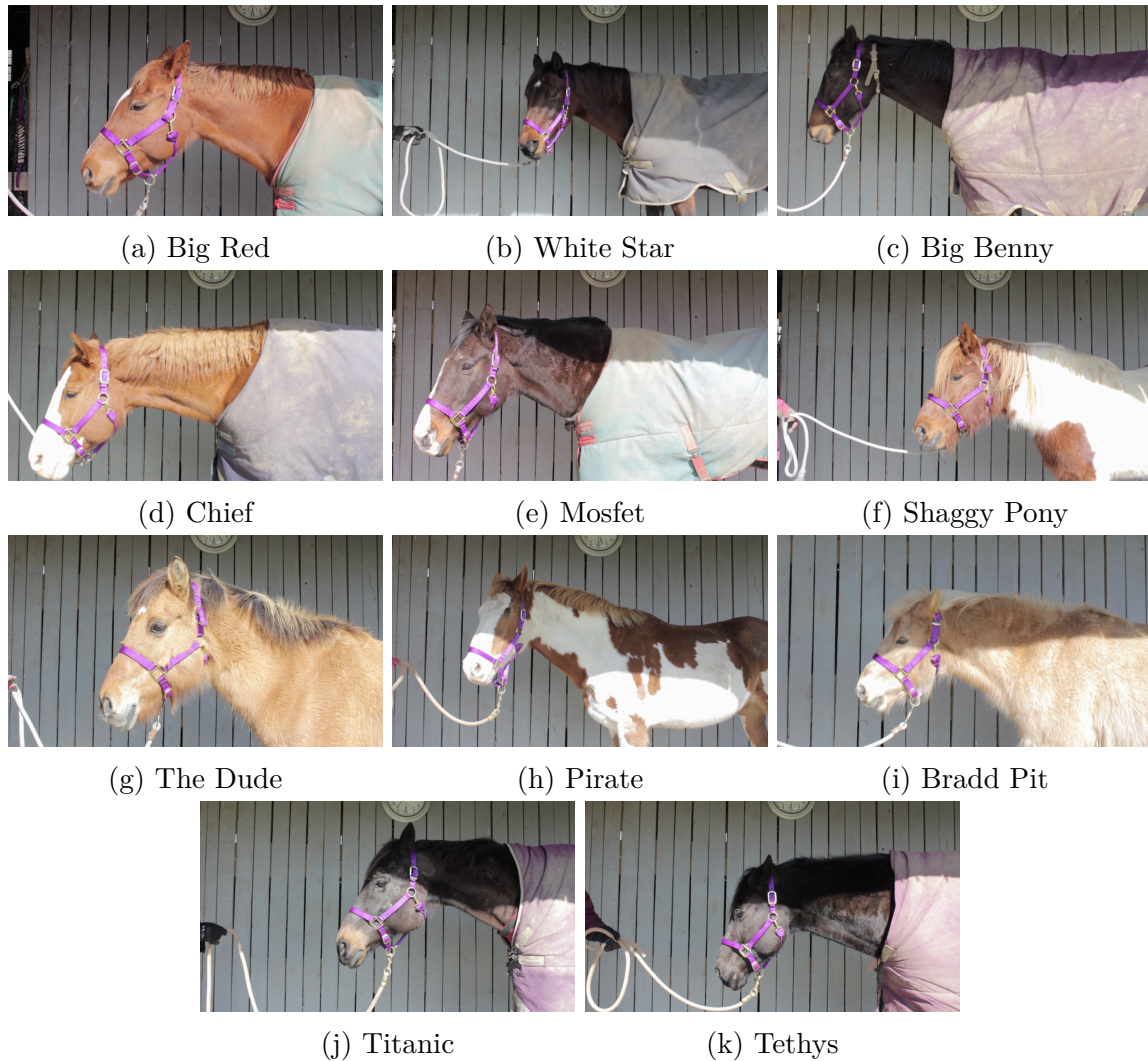 (a) Big Red
(b) White Star
(c) Big Benny
(d) Chief
(e) Mosfet
(f) Shaggy Pony
(g) The Dude
(h) Pirate
(i) Bradd Pit
(j) Titanic
(k) Tethys